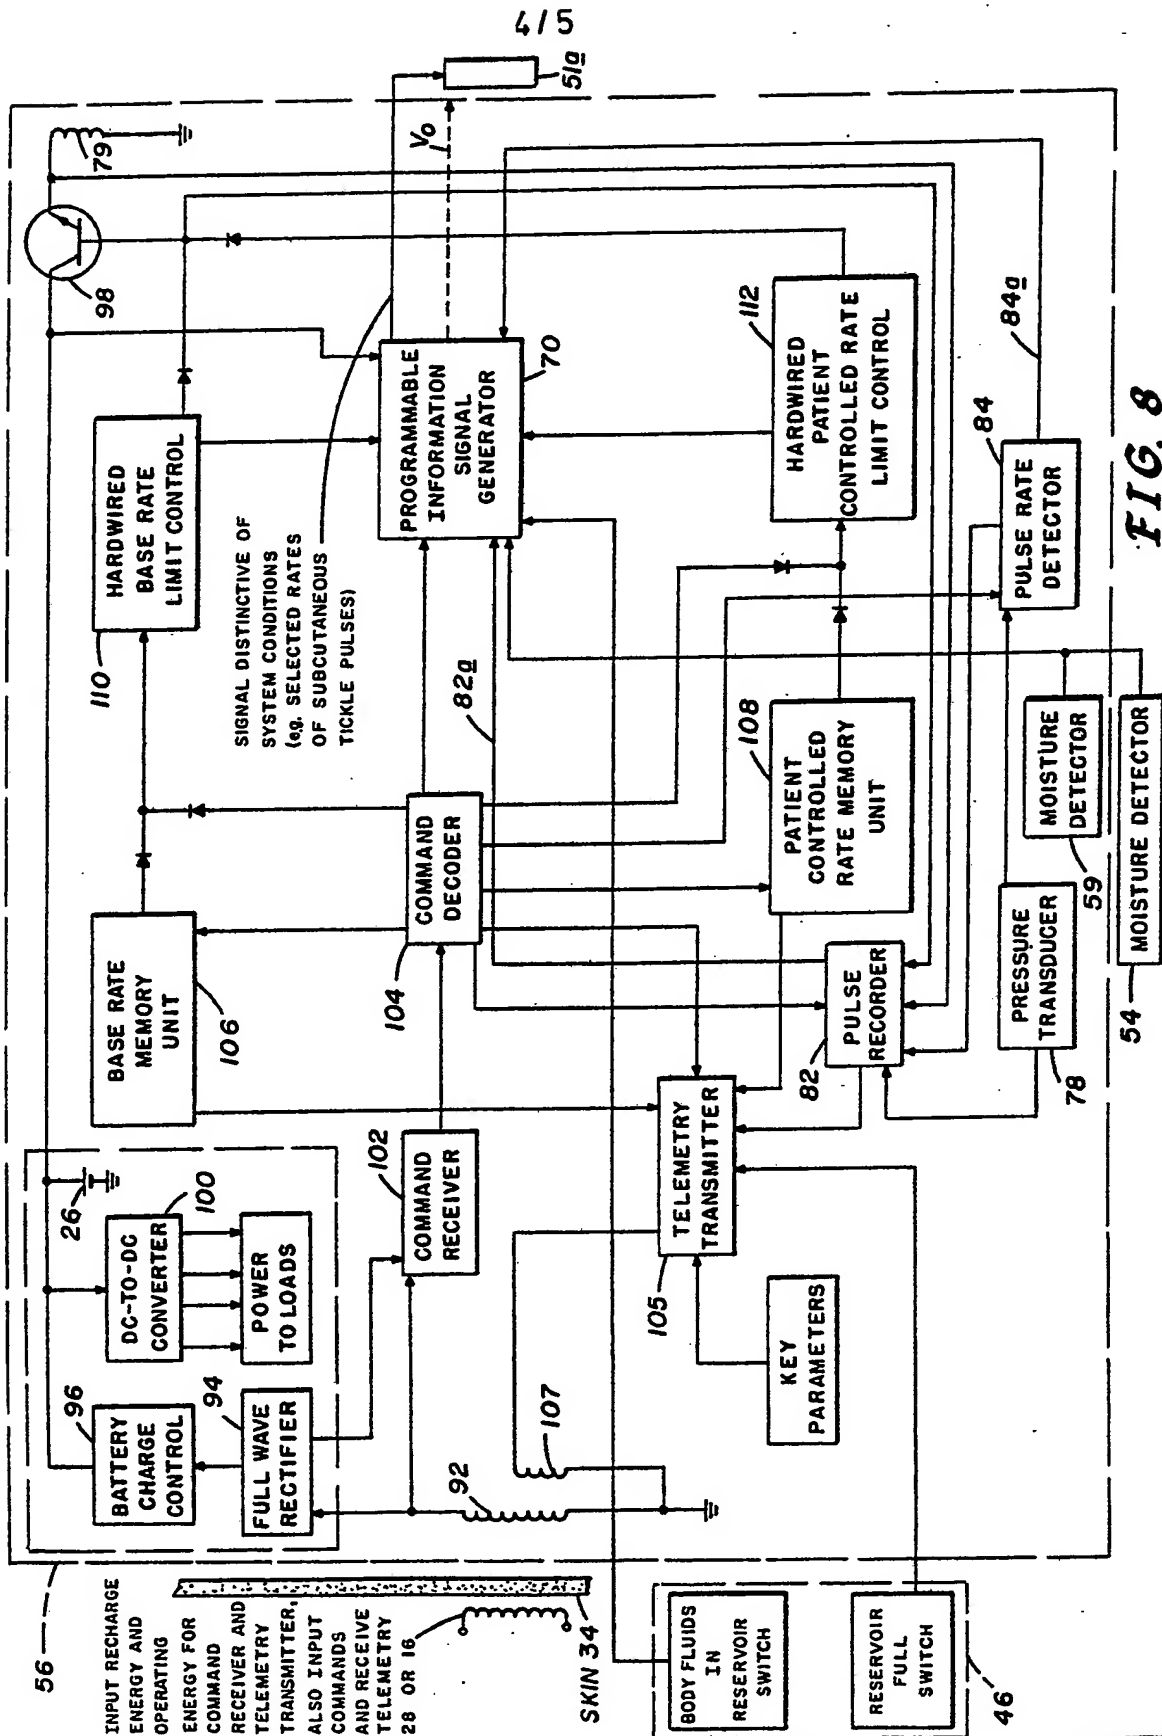 4/5
56
INPUT RECHARGE
ENERGY AND
OPERATING
ENERGY FOR
COMMAND
RECEIVER AND
TELEMETRY
TRANSMITTER,
ALSO INPUT
COMMANDS
AND RECEIVE
TELEMETRY
28 OR 16
SKIN 34
BODY FLUIDS
IN
RESERVOIR
SWITCH
RESERVOIR
FULL
SWITCH
46
96
BATTERY
CHARGE
CONTROL
94
FULL WAVE
RECTIFIER
26
100
DC-TO-DC
CONVERTER
POWER
TO LOADS
92
107
102
COMMAND
RECEIVER
105
TELEMETRY
TRANSMITTER
KEY
PARAMETERS
BASE RATE
MEMORY
UNIT
106
104
COMMAND
DECODER
82a
82
PULSE
RECORDER
108
PATIENT
CONTROLLED
RATE MEMORY
UNIT
PRESSURE
TRANSDUCER
78
MOISTURE
DETECTOR
59
54
MOISTURE DETECTOR
110
HARDWIRED
BASE RATE
LIMIT CONTROL
SIGNAL DISTINCTIVE OF
SYSTEM CONDITIONS
(e.g. SELECTED RATES
OF SUBCUTANEOUS
TICKLE PULSES)
PROGRAMMABLE
INFORMATION
SIGNAL
GENERATOR
70
HARDWIRED
PATIENT
CONTROLLED RATE
LIMIT CONTROL
112
PULSE RATE
DETECTOR
84
84a
98
79
Vo
51a
FIG. 8